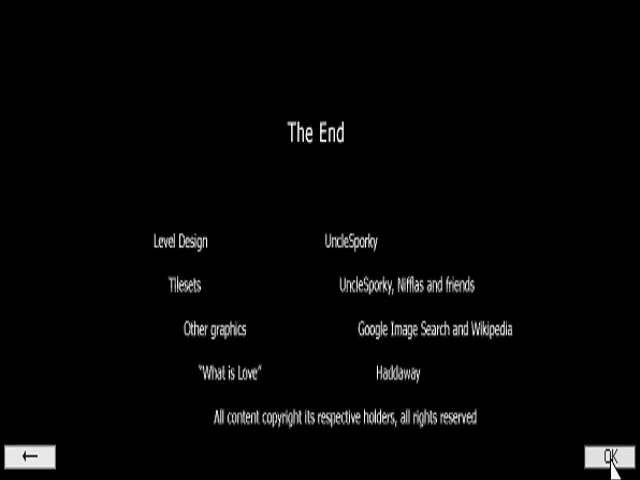 The End
Level Design UncleSporky
Tilesets UncleSporky, Nifflas and friends
Other graphics Google Image Search and Wikipedia
"What is Love" Haddaway
All content copyright its respective holders, all rights reserved
← OK